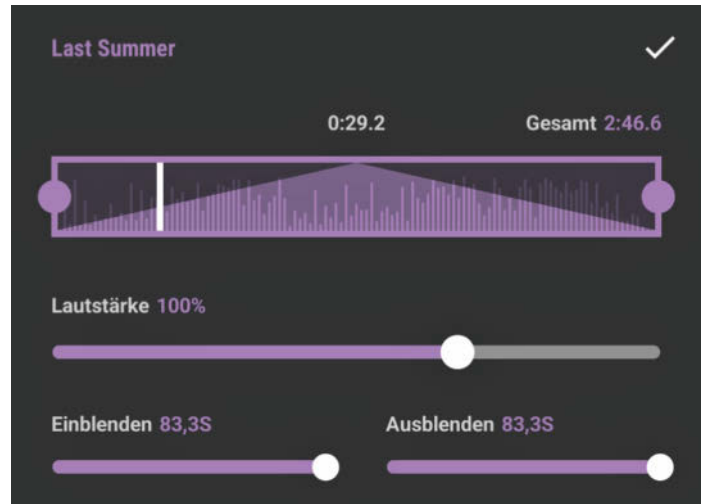 Last Summer
0:29.2 Gesamt 2:46.6
Lautstärke 100%
Einblenden 83,3S Ausblenden 83,3S